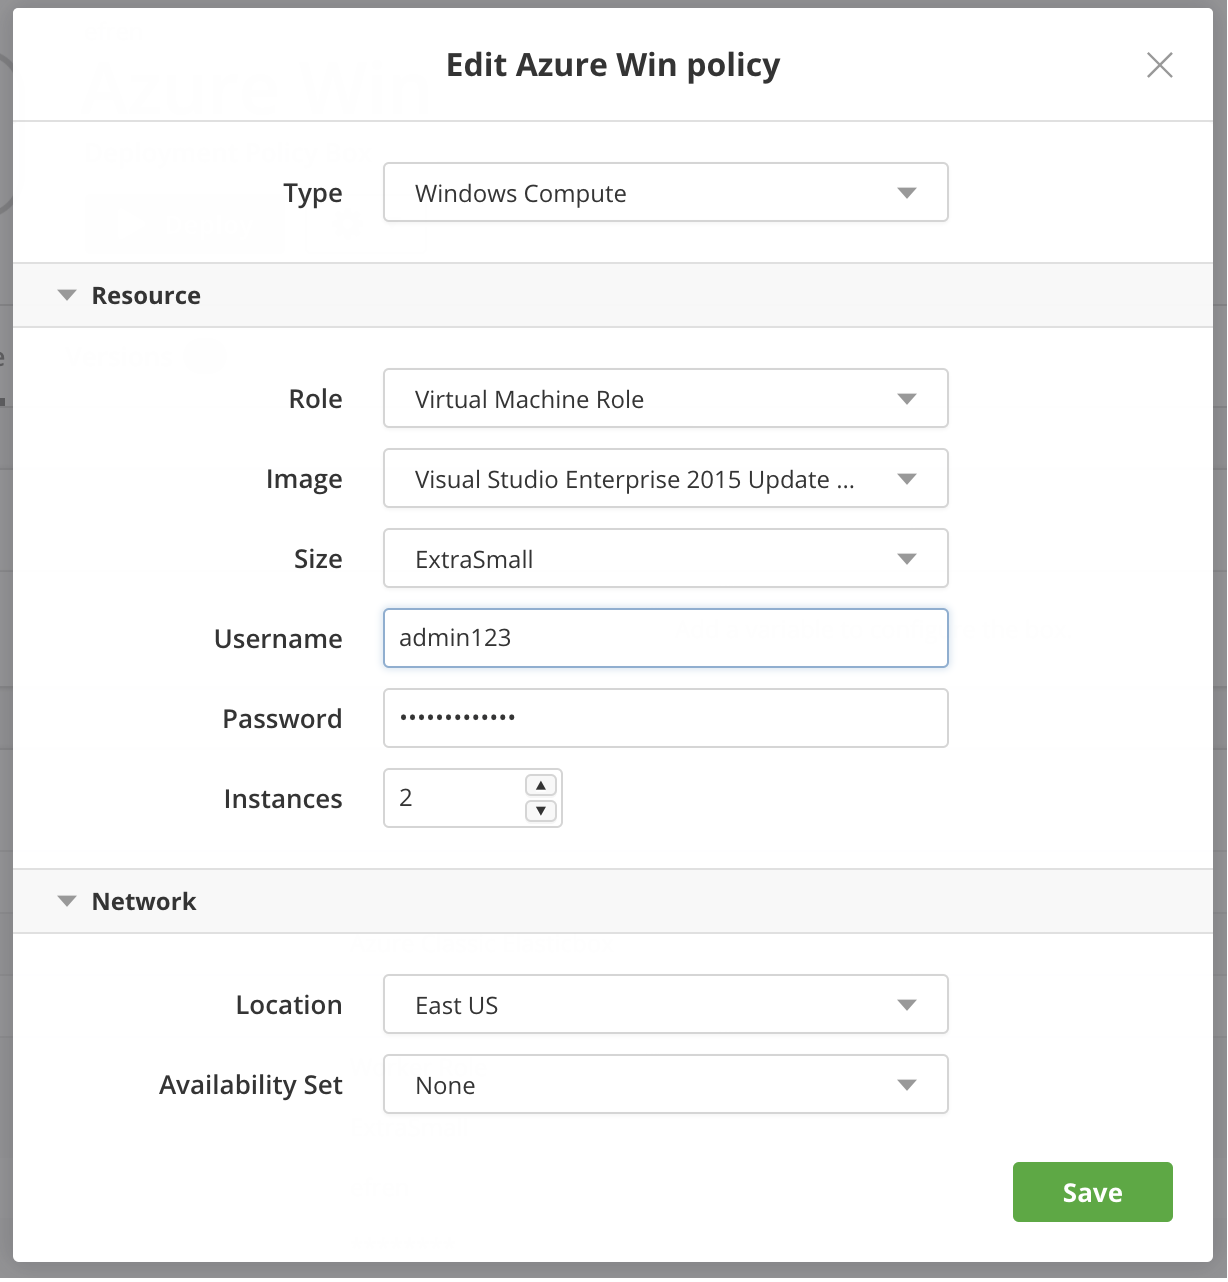 Edit Azure Win policy
Type Windows Compute
Resource
Role Virtual Machine Role
Image Visual Studio Enterprise 2015 Update ...
Size ExtraSmall
Username admin123
Password •••••••••••••
Instances 2
Network
Location East US
Availability Set None
Save